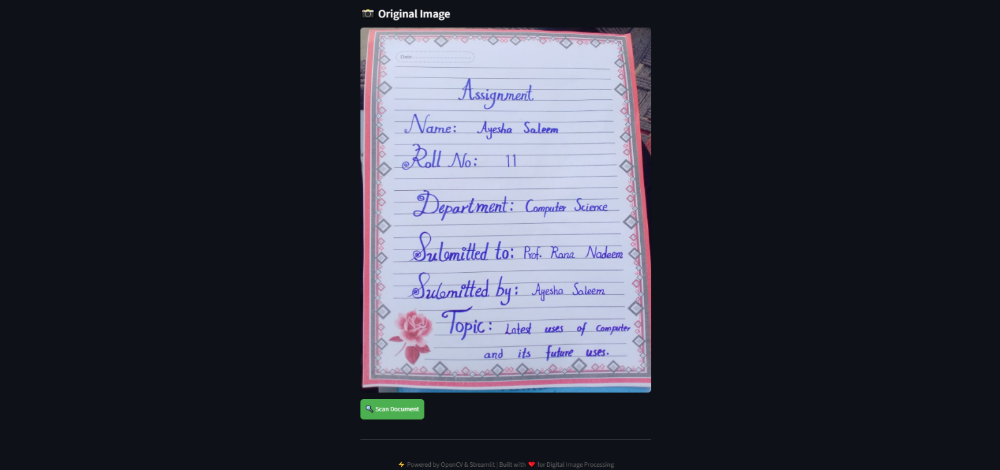 Original Image
Date
Assignment
Name: Ayesha Saleem
Roll No: 11
Department: Computer Science
Submitted to: Prof. Rana Nadeem
Submitted by: Ayesha Saleem
Topic: Latest uses of Computer
and its future uses.
Scan Document
Powered by OpenCV & Streamlit | Built with ❤️ for Digital Image Processing